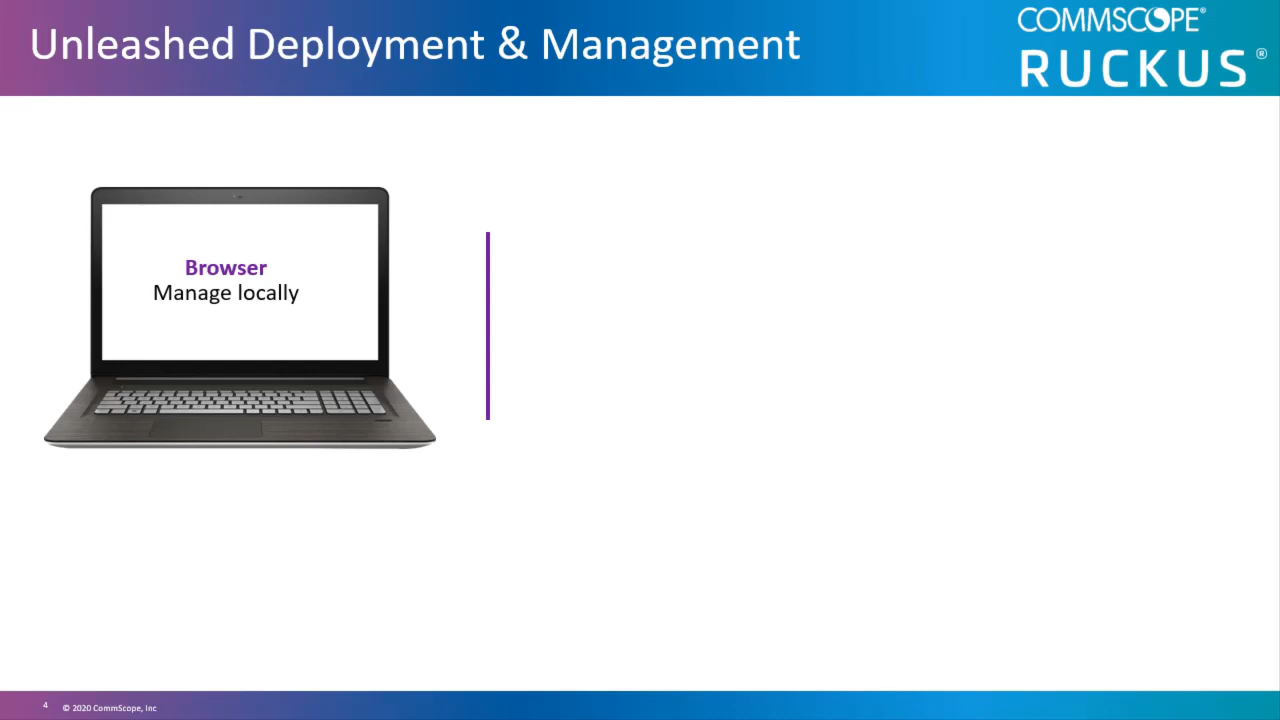 Unleashed Deployment & Management
COMMSCOPE®
RUCKUS®
Browser
Manage locally
4 © 2020 CommScope, Inc